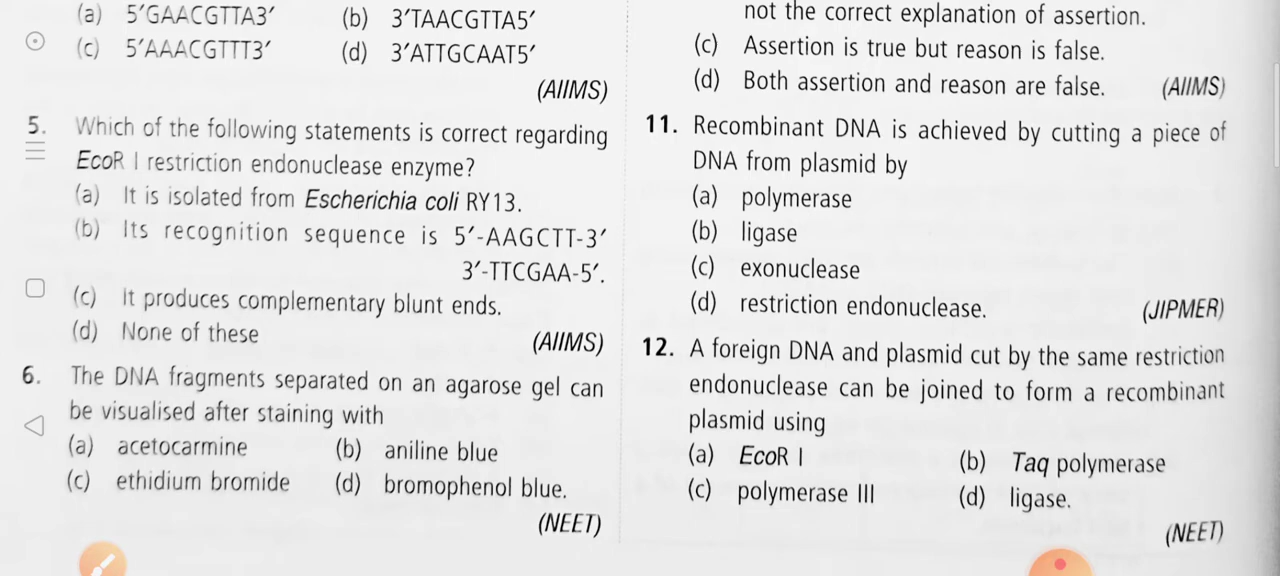 (a) 5′GAACGTTA3′ (b) 3′TAACGTTA5′
(c) 5′AAACGTTT3′ (d) 3′ATTGCAAT5′
(AIIMS)
5. Which of the following statements is correct regarding
EcoR I restriction endonuclease enzyme?
(a) It is isolated from Escherichia coli RY13.
(b) Its recognition sequence is 5′-AAGCTT-3′
3′-TTCGAA-5′.
(c) It produces complementary blunt ends.
(d) None of these (AIIMS)
6. The DNA fragments separated on an agarose gel can
be visualised after staining with
(a) acetocarmine (b) aniline blue
(c) ethidium bromide (d) bromophenol blue.
(NEET)
not the correct explanation of assertion.
(c) Assertion is true but reason is false.
(d) Both assertion and reason are false. (AIIMS)
11. Recombinant DNA is achieved by cutting a piece of
DNA from plasmid by
(a) polymerase
(b) ligase
(c) exonuclease
(d) restriction endonuclease. (JIPMER)
12. A foreign DNA and plasmid cut by the same restriction
endonuclease can be joined to form a recombinant
plasmid using
(a) EcoR I (b) Taq polymerase
(c) polymerase III (d) ligase.
(NEET)